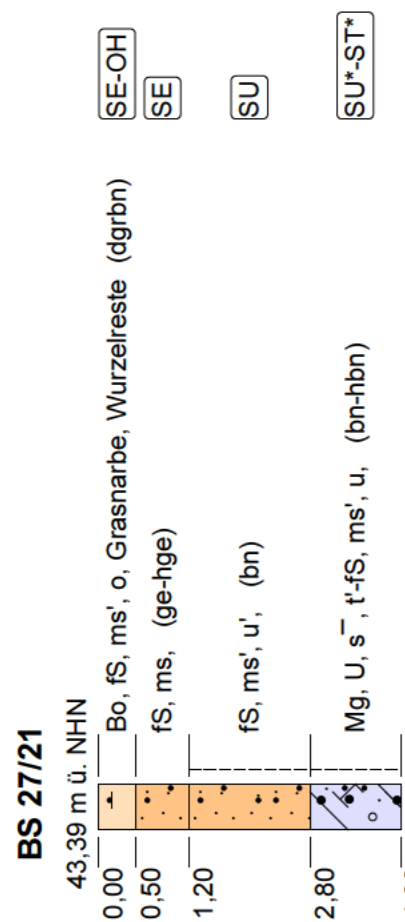 BS 27/21
43,39 m ü. NHN
0,00
Bo, fS, ms', o, Grasnarbe, Wurzelreste (dgrbn)
SE-OH
0,50
fS, ms, (ge-hge)
SE
1,20
fS, ms', u', (bn)
SU
2,80
Mg, U, s¯, t'-fS, ms', u, (bn-hbn)
SU*-ST*